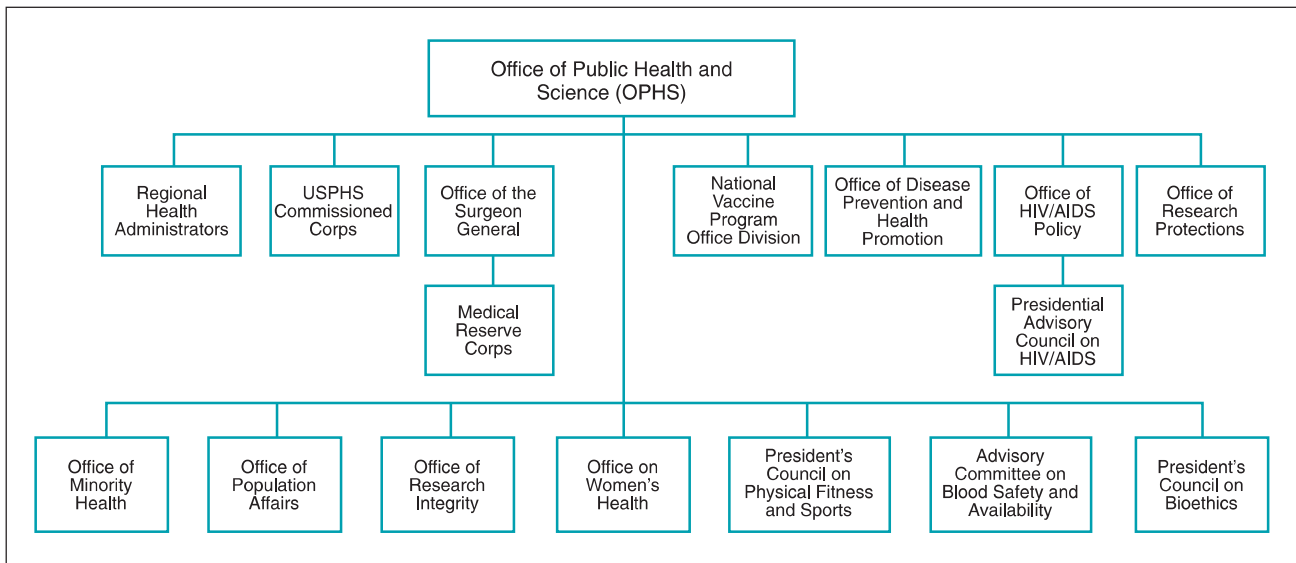 Office of Public Health and
Science (OPHS)
Regional
Health
Administrators
USPHS
Commissioned
Corps
Office of the
Surgeon
General
National
Vaccine
Program
Office Division
Office of Disease
Prevention and
Health
Promotion
Office of
HIV/AIDS
Policy
Office of
Research
Protections
Medical
Reserve
Corps
Presidential
Advisory
Council on
HIV/AIDS
Office of
Minority
Health
Office of
Population
Affairs
Office of
Research
Integrity
Office on
Women's
Health
President's
Council on
Physical Fitness
and Sports
Advisory
Committee on
Blood Safety and
Availability
President's
Council on
Bioethics